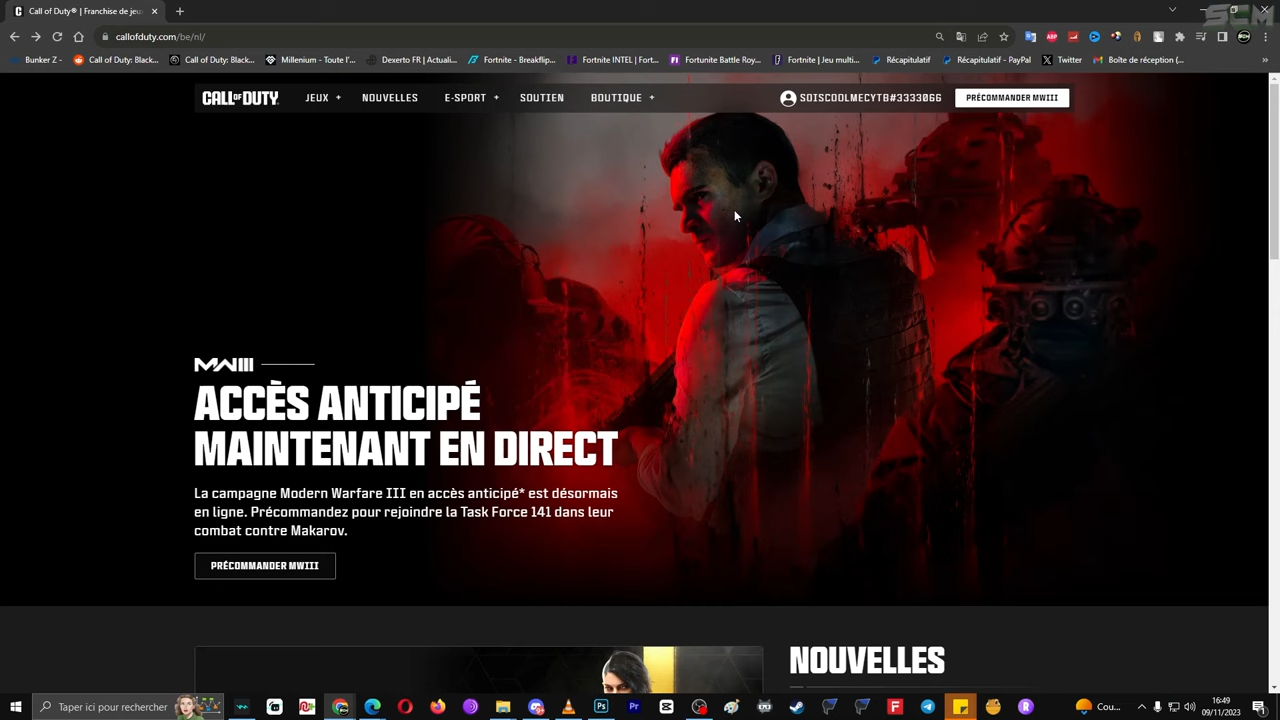 Call of Duty® | Franchise de jeu
SCM
callofduty.com/be/nl/
Bunker Z -
Call of Duty: Black...
Call of Duty: Black...
Millenium - Toute l'...
Dexerto FR | Actuali...
Fortnite - Breakflip...
Fortnite INTEL | Fort...
Fortunite Battle Roy...
Fortnite | Jeu multi...
Récapitulatif
Récapitulatif - PayPal
Twitter
Boîte de réception (...
»
CALL OF DUTY
JEUX +
NOUVELLES
E-SPORT +
SOUTIEN
BOUTIQUE +
SOISCOOLMECYTB#3333066
PRÉCOMMANDER MWIII
MWIII
ACCÈS ANTICIPÉ
MAINTENANT EN DIRECT
La campagne Modern Warfare III en accès anticipé* est désormais
en ligne. Précommandez pour rejoindre la Task Force 141 dans leur
combat contre Makarov.
PRÉCOMMANDER MWIII
NOUVELLES
Taper ici pour rechercher
Cou...
16:49
09/11/2023